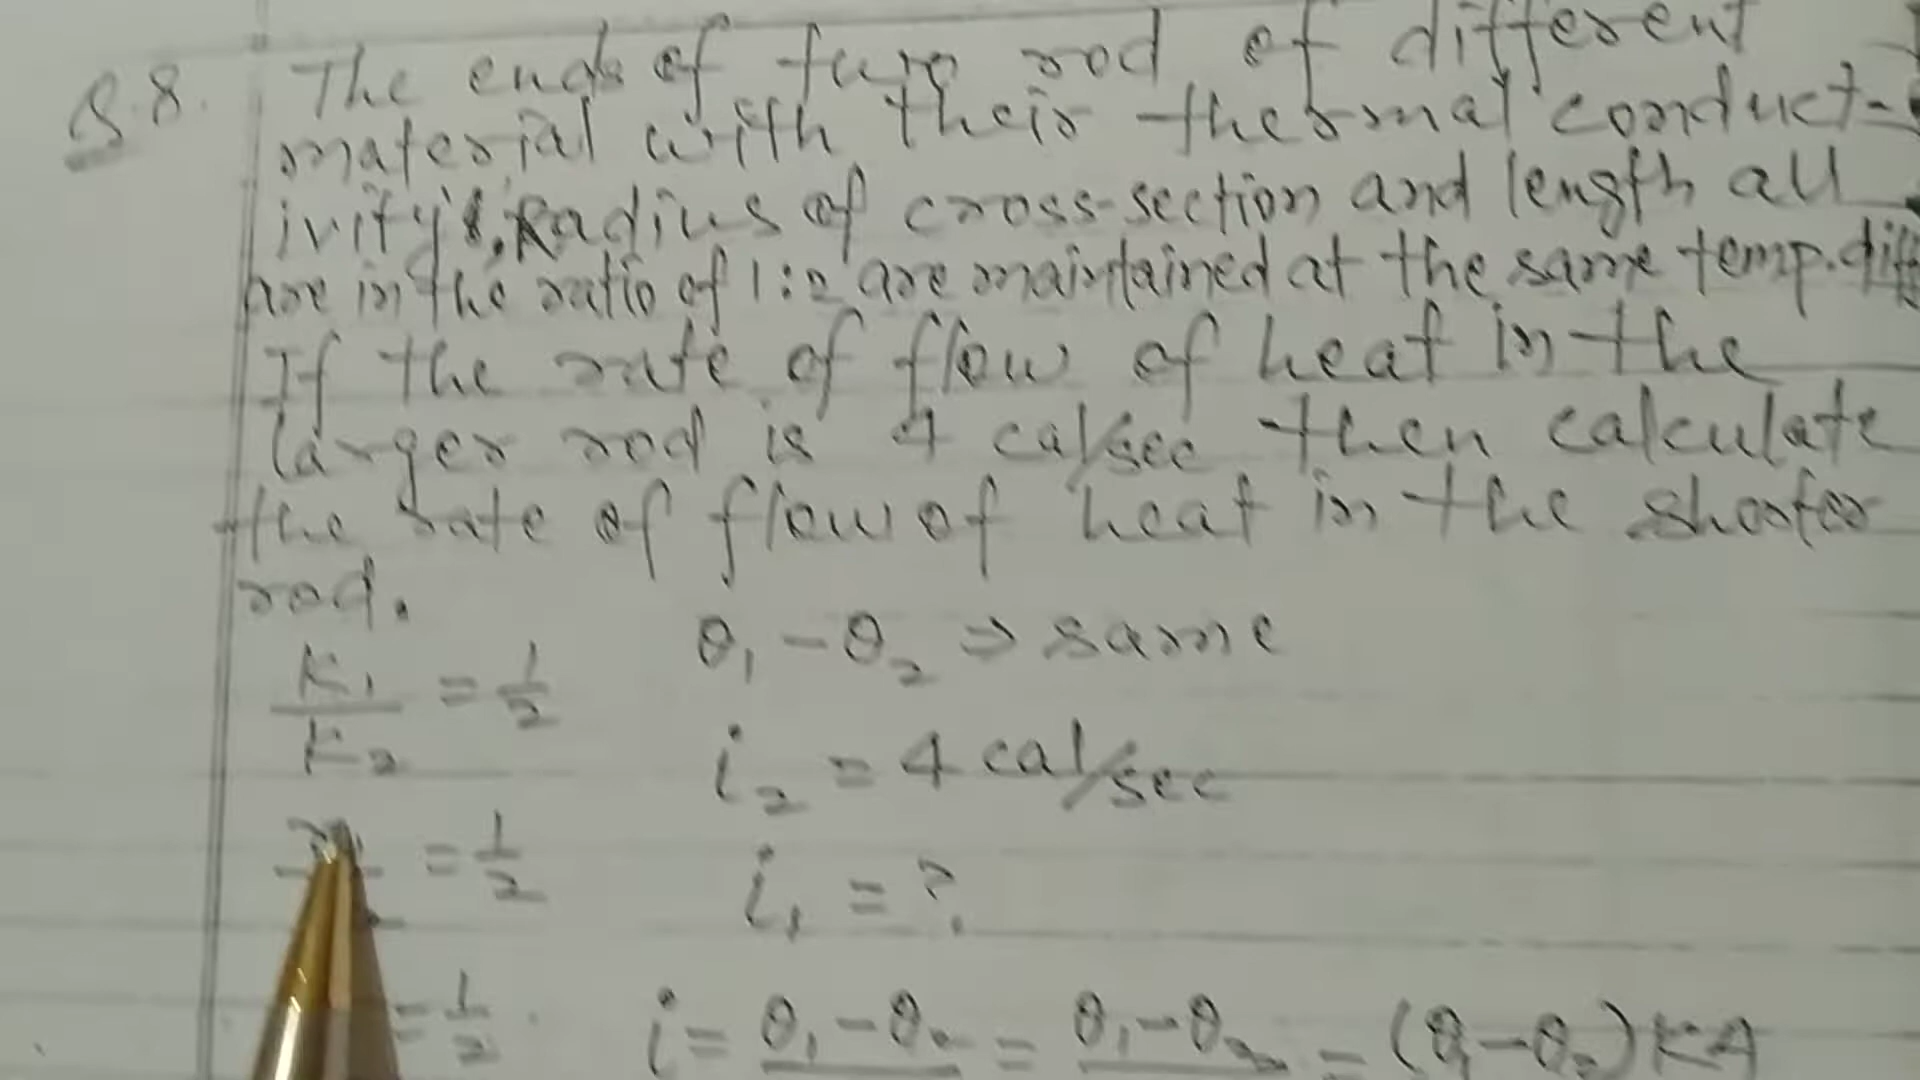 Q.8. The ends of two rod of different
material with their thermal conduct-
ivity's, Radius of cross-section and length all
are in the ratio of 1:2 are maintained at the same temp. diff
If the rate of flow of heat in the
larger rod is 4 cal/sec then calculate
the rate of flow of heat in the shorter
rod.
K₁/K₂ = 1/2
θ₁ - θ₂ ⇒ same
i₂ = 4 cal/sec
= 1/2
i₁ = ?
= 1/2
i = θ₁ - θ₂ = θ₁ - θ₂ = (θ₁ - θ₂) KA